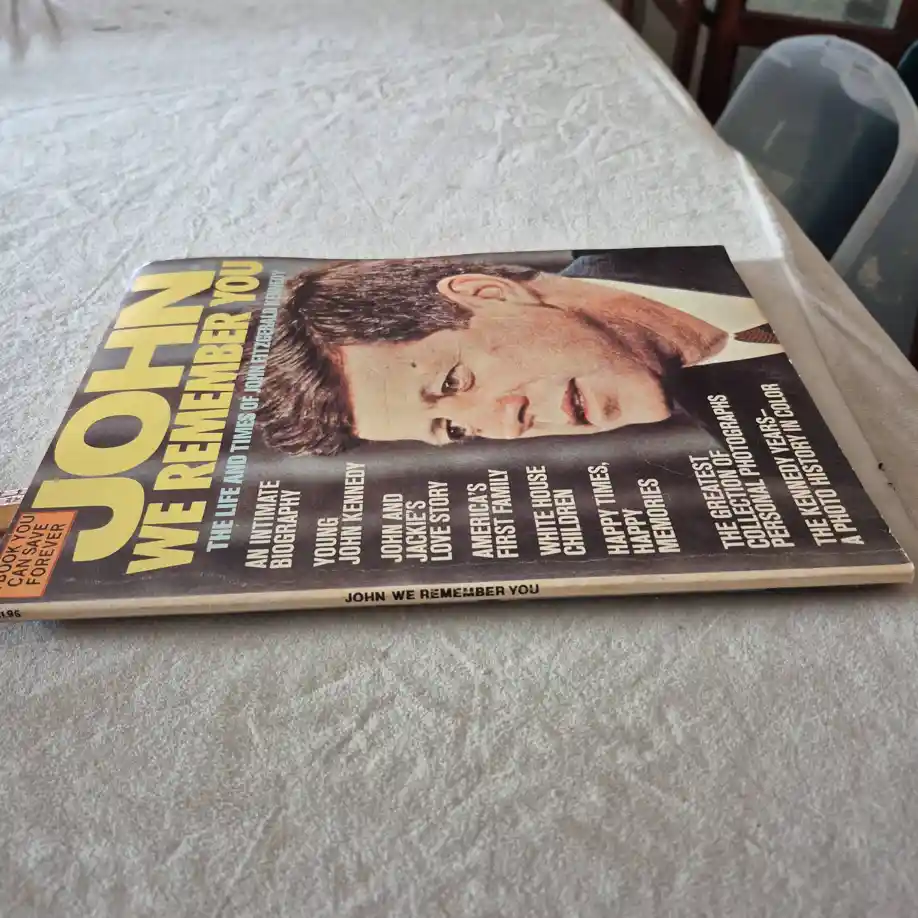 JOHN
WE REMEMBER YOU
THE LIFE AND TIMES OF JOHN FITZGERALD KENNEDY
BOOK YOU
CAN SAVE
FOREVER
AN INTIMATE
BIOGRAPHY
YOUNG
JOHN KENNEDY
JOHN AND
JACKIE'S
LOVE STORY
AMERICA'S
FIRST FAMILY
WHITE HOUSE
CHILDREN
HAPPY TIMES,
HAPPY
MEMORIES
THE GREATEST
COLLECTION OF
PERSONAL PHOTOGRAPHS
THE KENNEDY YEARS–
A PHOTO HISTORY IN COLOR
JOHN WE REMEMBER YOU